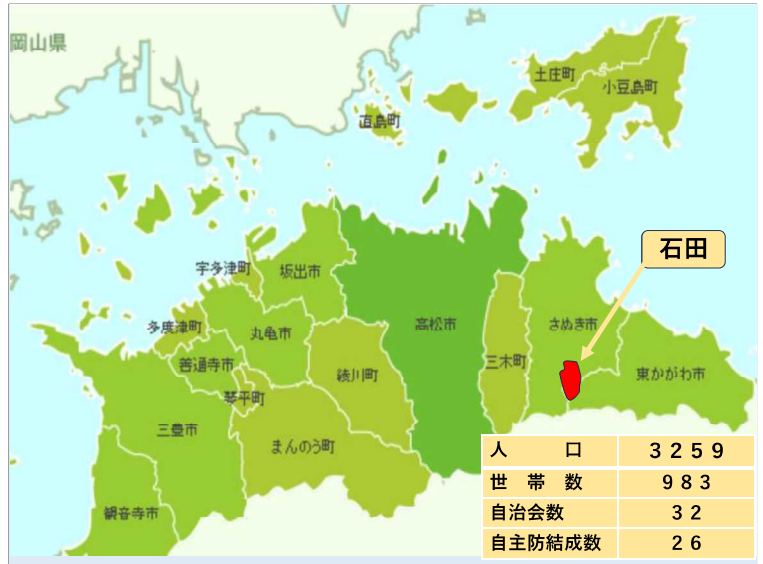 岡山県
土庄町
小豆島町
直島町
石田
宇多津町
坂出市
多度津町
丸亀市
高松市
さぬき市
善通寺市
綾川町
三木町
東かがわ市
琴平町
三豊市
まんのう町
観音寺市
人口 3259
世帯数 983
自治会数 32
自主防結成数 26